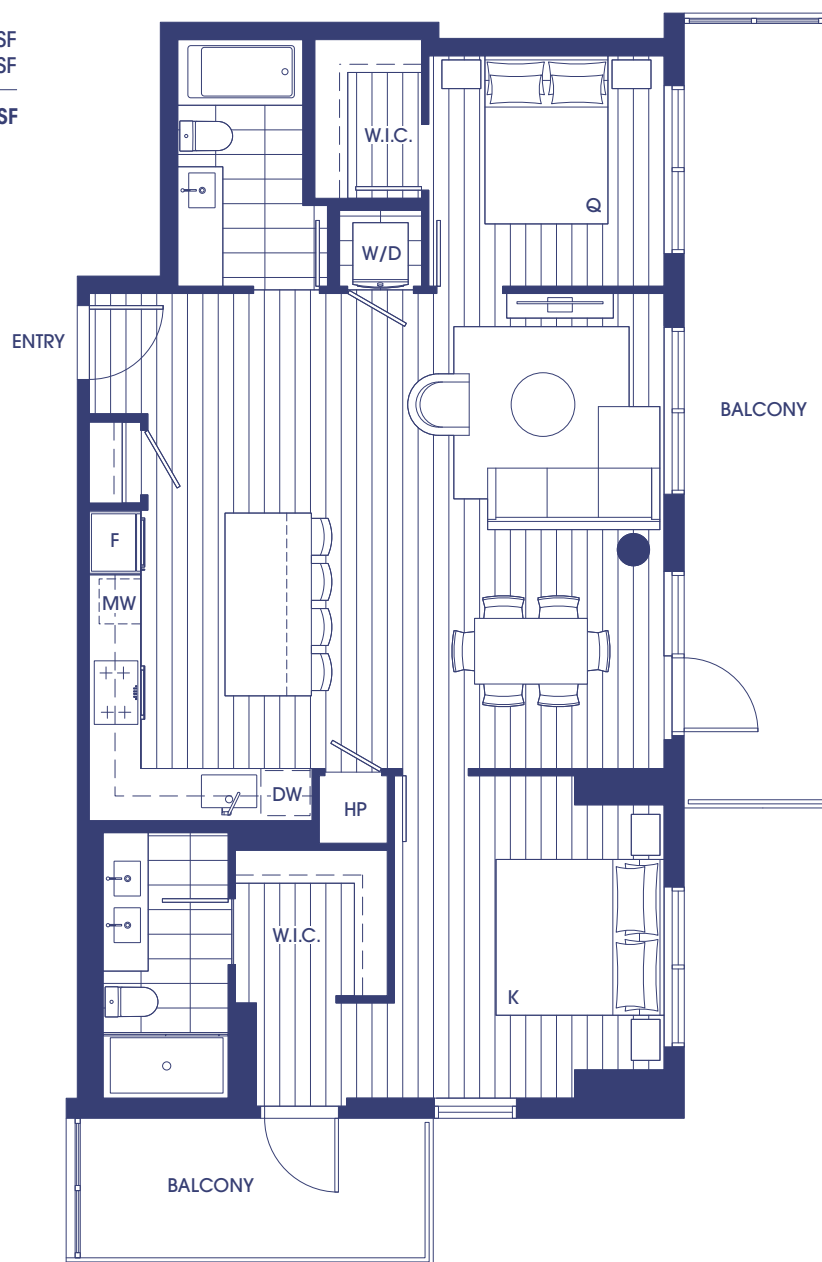 SF
SF
SF
W.I.C.
Q
W/D
ENTRY
BALCONY
F
MW
DW
HP
W.I.C.
K
BALCONY